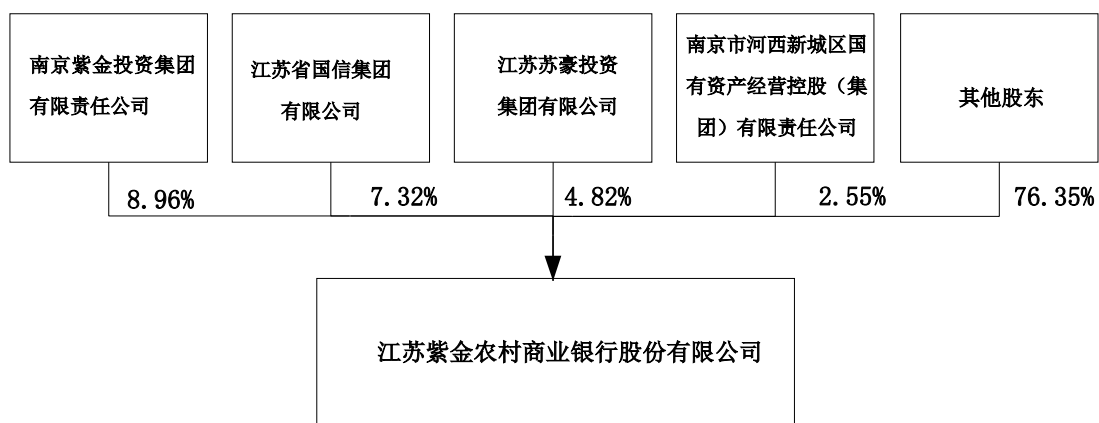 南京紫金投资集团
有限责任公司
江苏省国信集团
有限公司
江苏苏豪投资
集团有限公司
南京市河西新城区国
有资产经营控股（集
团）有限责任公司
其他股东
8.96%
7.32%
4.82%
2.55%
76.35%
江苏紫金农村商业银行股份有限公司